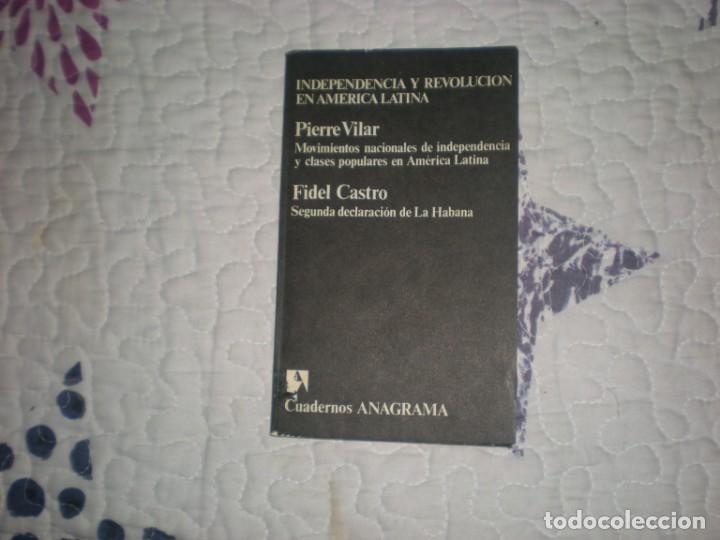 INDEPENDENCIA Y REVOLUCION
EN AMERICA LATINA
Pierre Vilar
Movimientos nacionales de independencia
y clases populares en América Latina
Fidel Castro
Segunda declaración de La Habana
A
Cuadernos ANAGRAMA
todocoleccion.net